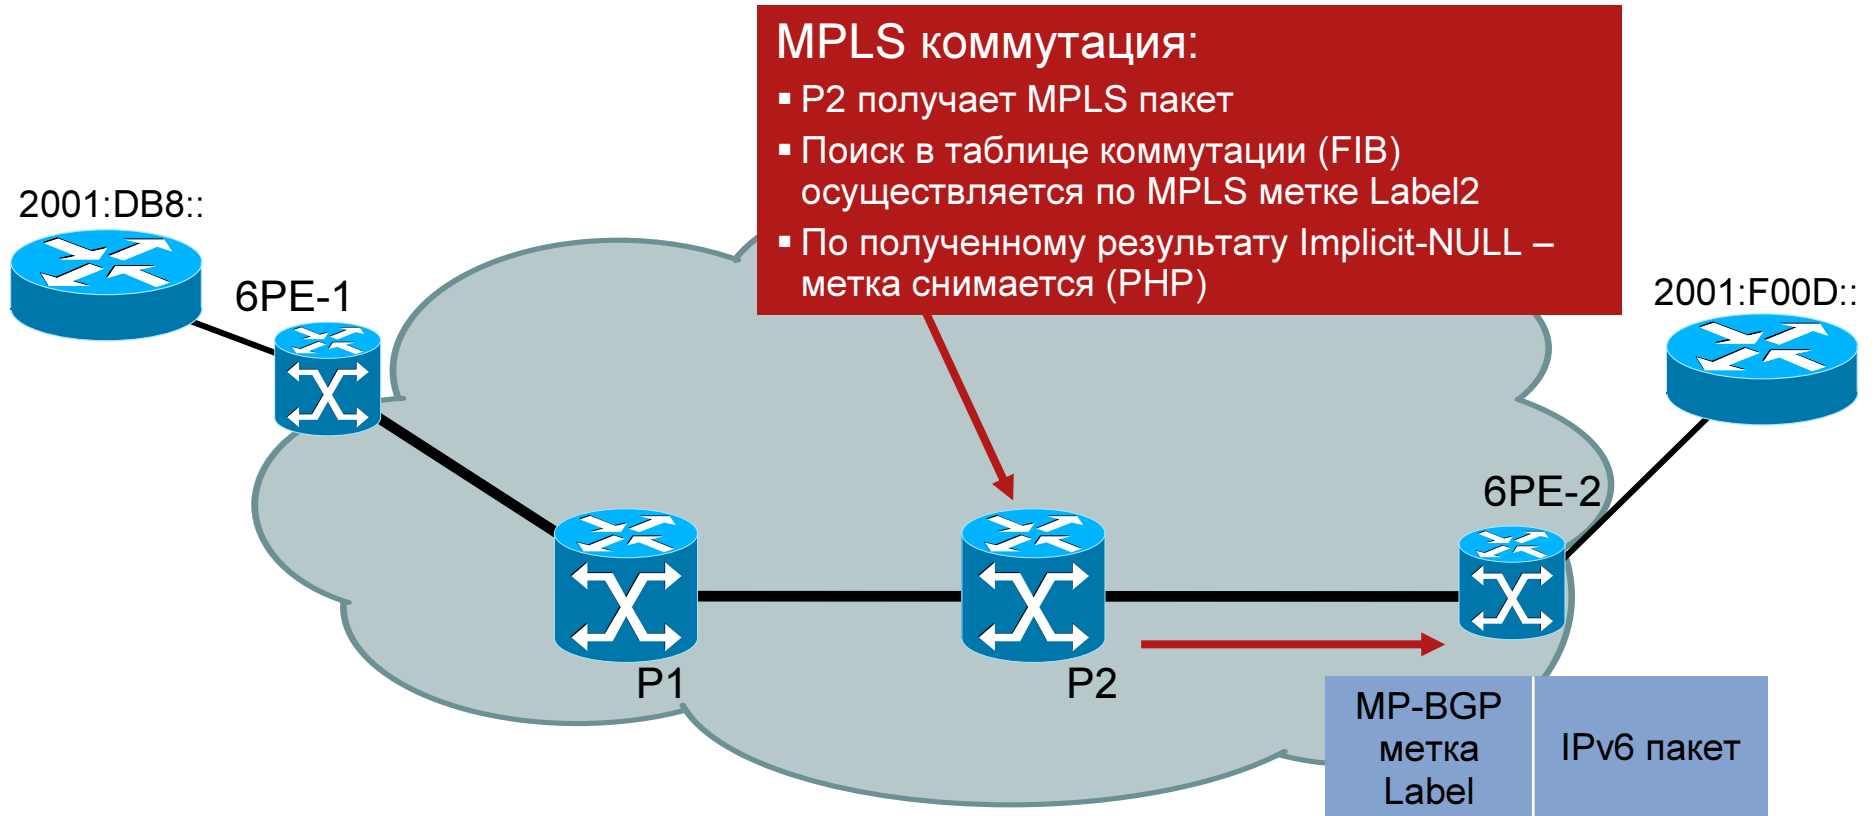 MPLS коммутация:
▪ P2 получает MPLS пакет
▪ Поиск в таблице коммутации (FIB)
осуществляется по MPLS метке Label2
▪ По полученному результату Implicit-NULL –
метка снимается (PHP)
2001:DB8::
6PE-1
2001:F00D::
6PE-2
P1
P2
MP-BGP
метка
Label
IPv6 пакет